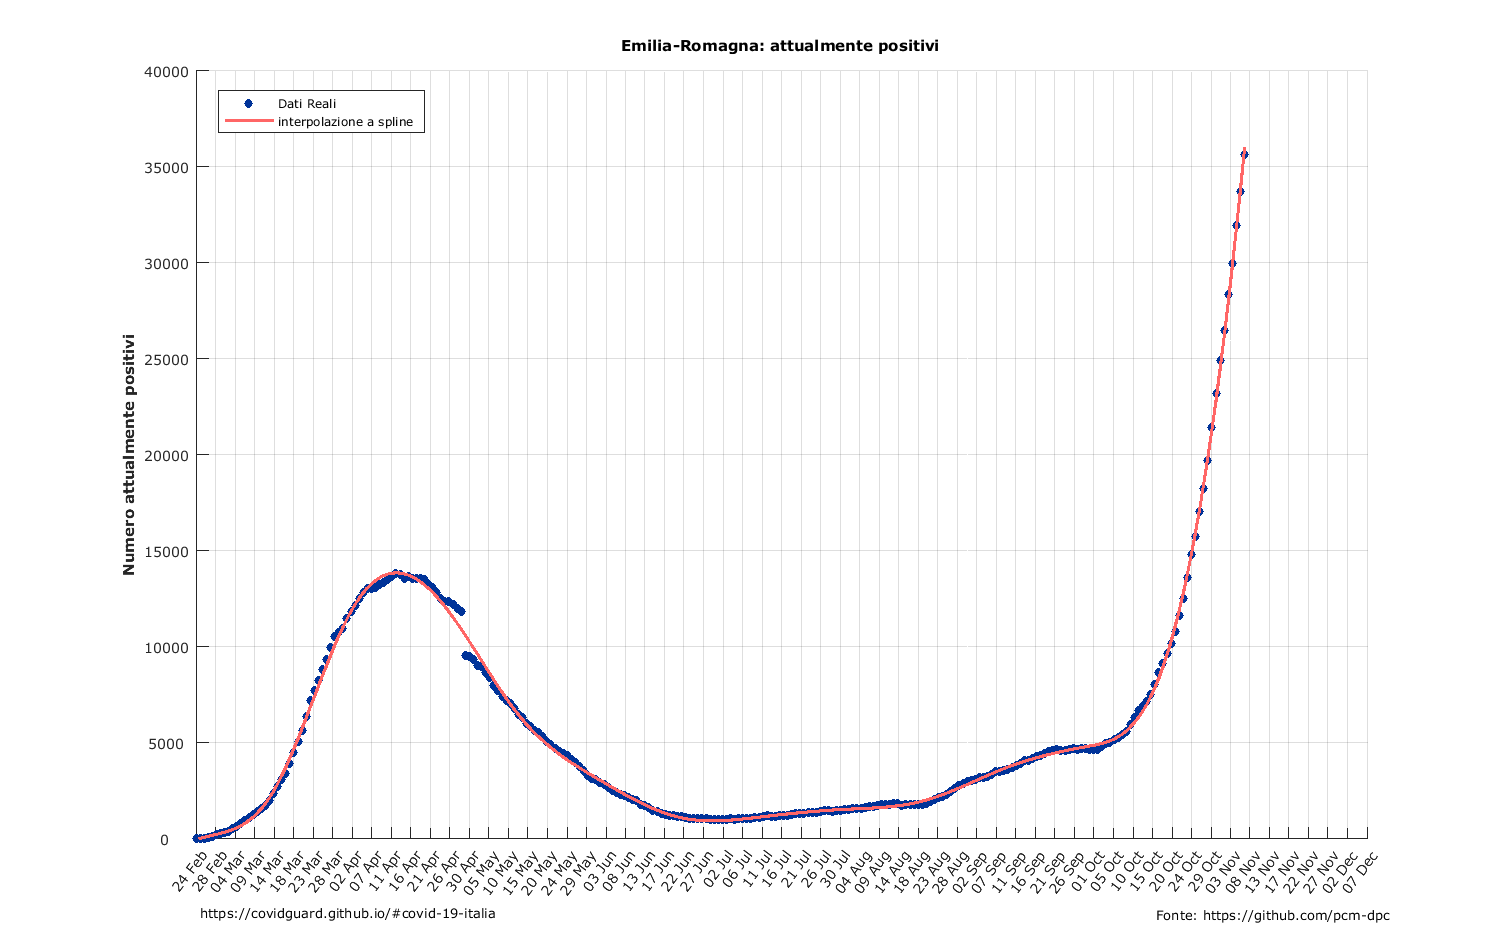 Emilia-Romagna: attualmente positivi
40000
35000
30000
25000
20000
15000
10000
5000
0
Numero attualmente positivi
Dati Reali
interpolazione a spline
24 Feb
28 Feb
04 Mar
09 Mar
14 Mar
18 Mar
23 Mar
28 Mar
02 Apr
07 Apr
11 Apr
16 Apr
21 Apr
26 Apr
30 Apr
05 May
10 May
15 May
20 May
24 May
29 May
03 Jun
08 Jun
13 Jun
17 Jun
22 Jun
27 Jun
02 Jul
06 Jul
11 Jul
16 Jul
21 Jul
26 Jul
30 Jul
04 Aug
09 Aug
14 Aug
18 Aug
23 Aug
28 Aug
02 Sep
07 Sep
11 Sep
16 Sep
21 Sep
26 Sep
01 Oct
05 Oct
10 Oct
15 Oct
20 Oct
24 Oct
29 Oct
03 Nov
08 Nov
13 Nov
17 Nov
22 Nov
27 Nov
02 Dec
07 Dec
https://covidguard.github.io/#covid-19-italia
Fonte: https://github.com/pcm-dpc